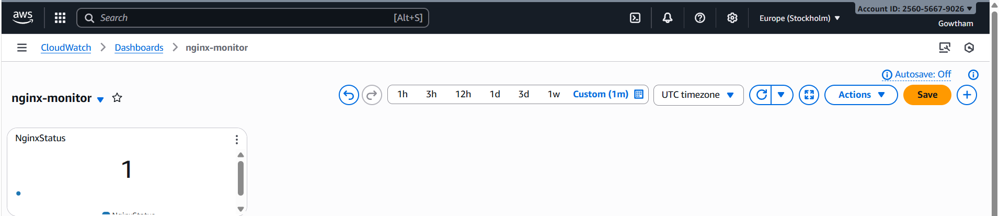 aws
Search [Alt+S]
Europe (Stockholm)
Account ID: 2560-5667-9026
Gowtham
CloudWatch
Dashboards
nginx-monitor
Autosave: Off
nginx-monitor
1h 3h 12h 1d 3d 1w Custom (1m)
UTC timezone
Actions
Save
NginxStatus
1
NginxStatus